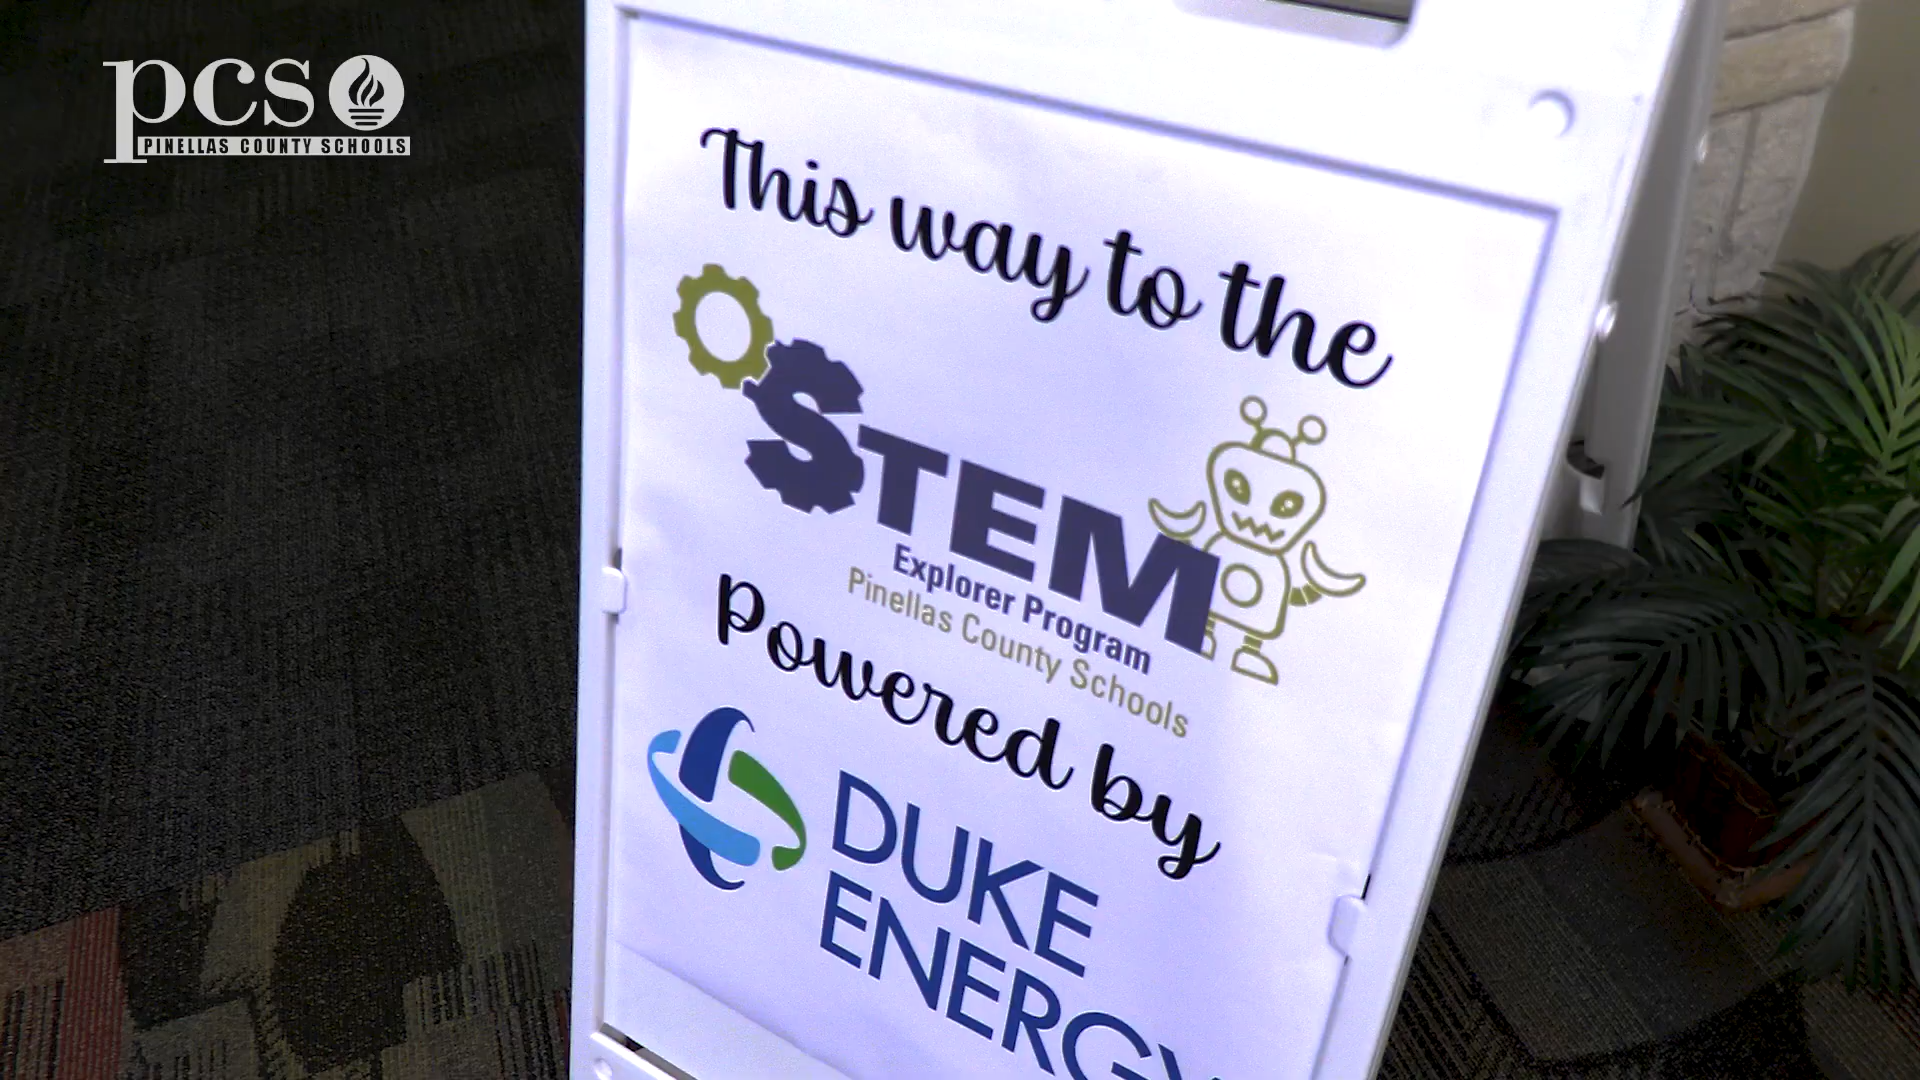 pcs
PINELLAS COUNTY SCHOOLS
This way to the
STEM
Explorer Program
Pinellas County Schools
Powered by
DUKE
ENERGY